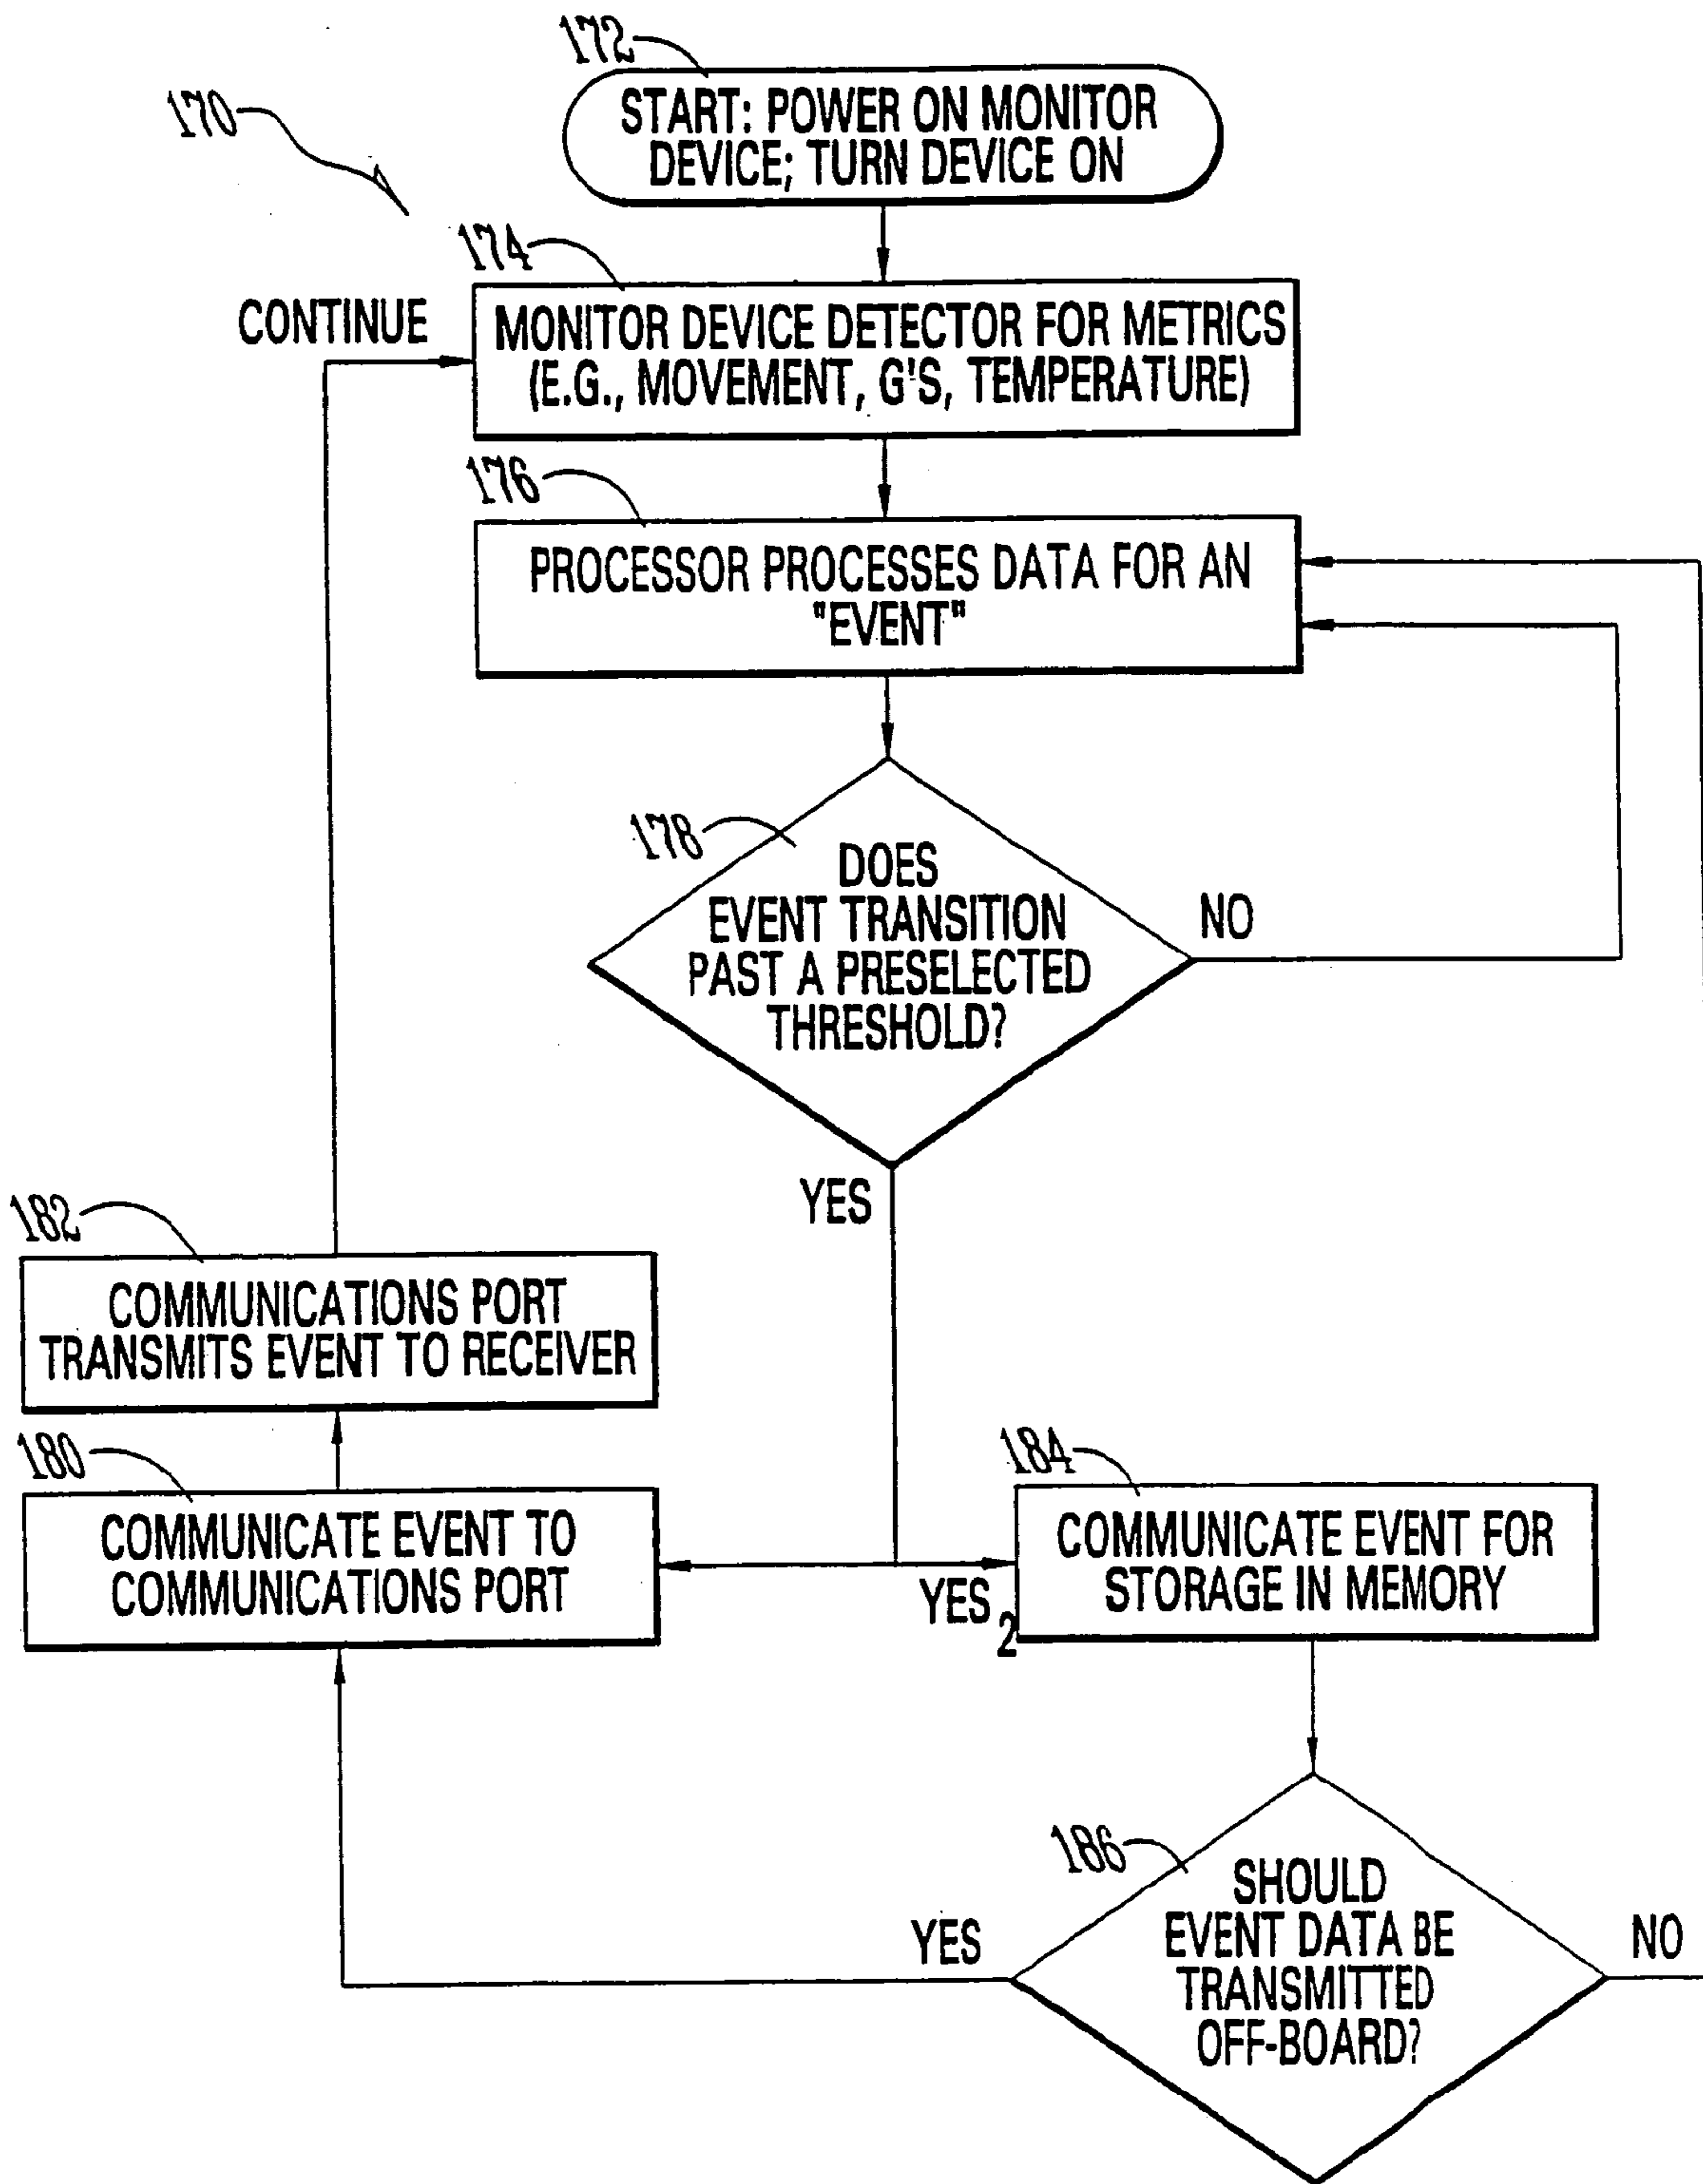 172
START: POWER ON MONITOR
DEVICE; TURN DEVICE ON
170
174
CONTINUE
MONITOR DEVICE DETECTOR FOR METRICS
(E.G., MOVEMENT, G'S, TEMPERATURE)
176
PROCESSOR PROCESSES DATA FOR AN
"EVENT"
178
DOES
EVENT TRANSITION
PAST A PRESELECTED
THRESHOLD?
NO
YES
182
COMMUNICATIONS PORT
TRANSMITS EVENT TO RECEIVER
180
COMMUNICATE EVENT TO
COMMUNICATIONS PORT
184
COMMUNICATE EVENT FOR
STORAGE IN MEMORY
YES2
186
SHOULD
EVENT DATA BE
TRANSMITTED
OFF-BOARD?
YES
NO